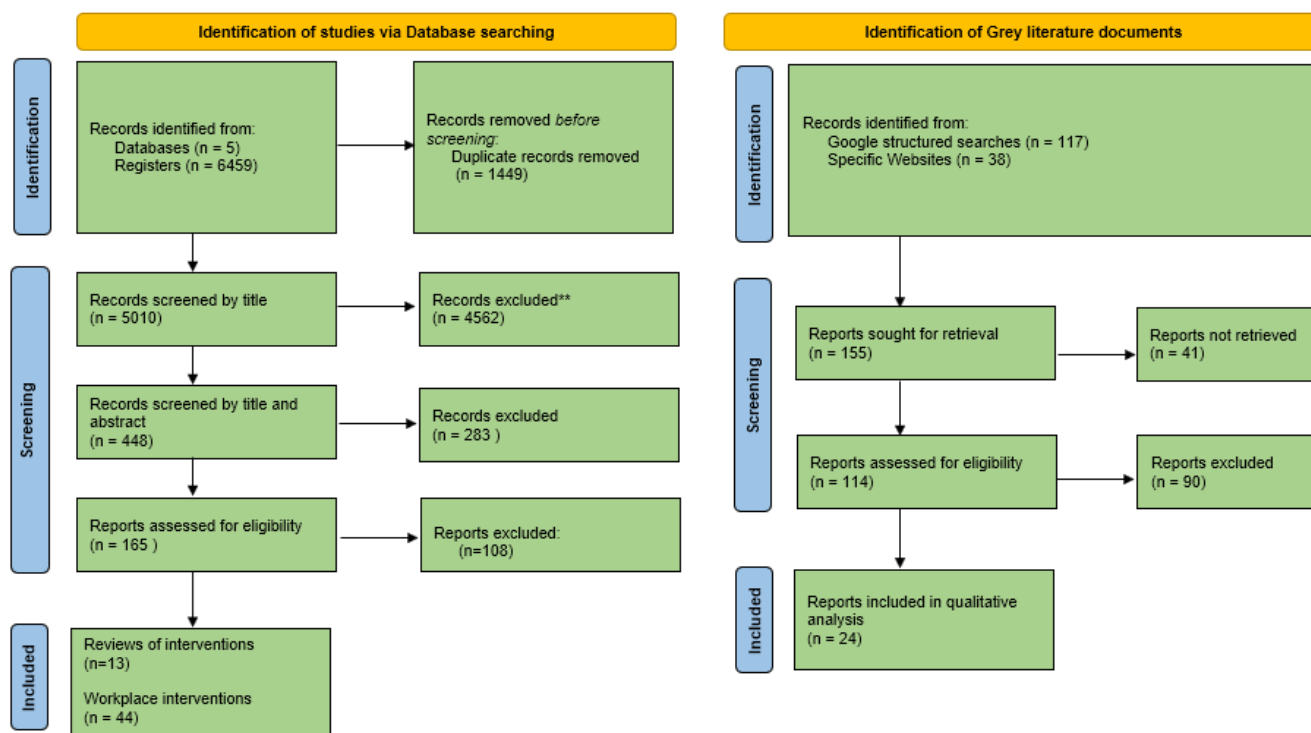 Identification of studies via Database searching
Identification
Records identified from:
Databases (n = 5)
Registers (n = 6459)
Records removed before
screening:
Duplicate records removed
(n = 1449)
Screening
Records screened by title
(n = 5010)
Records excluded**
(n = 4562)
Records screened by title and
abstract
(n = 448)
Records excluded
(n = 283 )
Reports assessed for eligibility
(n = 165 )
Reports excluded:
(n=108)
Included
Reviews of interventions
(n=13)
Workplace interventions
(n = 44)
Identification of Grey literature documents
Identification
Records identified from:
Google structured searches (n = 117)
Specific Websites (n = 38)
Screening
Reports sought for retrieval
(n = 155)
Reports not retrieved
(n = 41)
Reports assessed for eligibility
(n = 114)
Reports excluded
(n = 90)
Included
Reports included in qualitative
analysis
(n = 24)